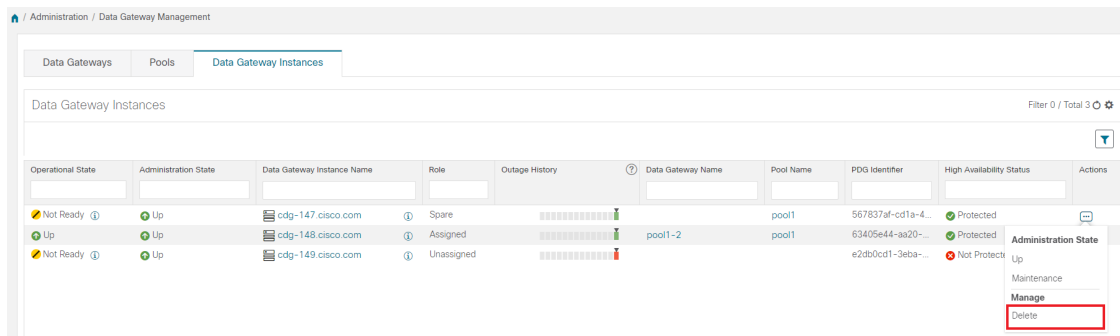 / Administration / Data Gateway Management
Data Gateways Pools Data Gateway Instances
Data Gateway Instances Filter 0 / Total 3
Operational State Administration State Data Gateway Instance Name Role Outage History Data Gateway Name Pool Name PDG Identifier High Availability Status Actions
Not Ready Up cdg-147.cisco.com Spare pool1 567837af-cd1a-4... Protected
Up Up cdg-148.cisco.com Assigned pool1-2 pool1 63405e44-aa20-... Protected
Not Ready Up cdg-149.cisco.com Unassigned e2db0cd1-3eba-... Not Protecte
Administration State
Up
Maintenance
Manage
Delete